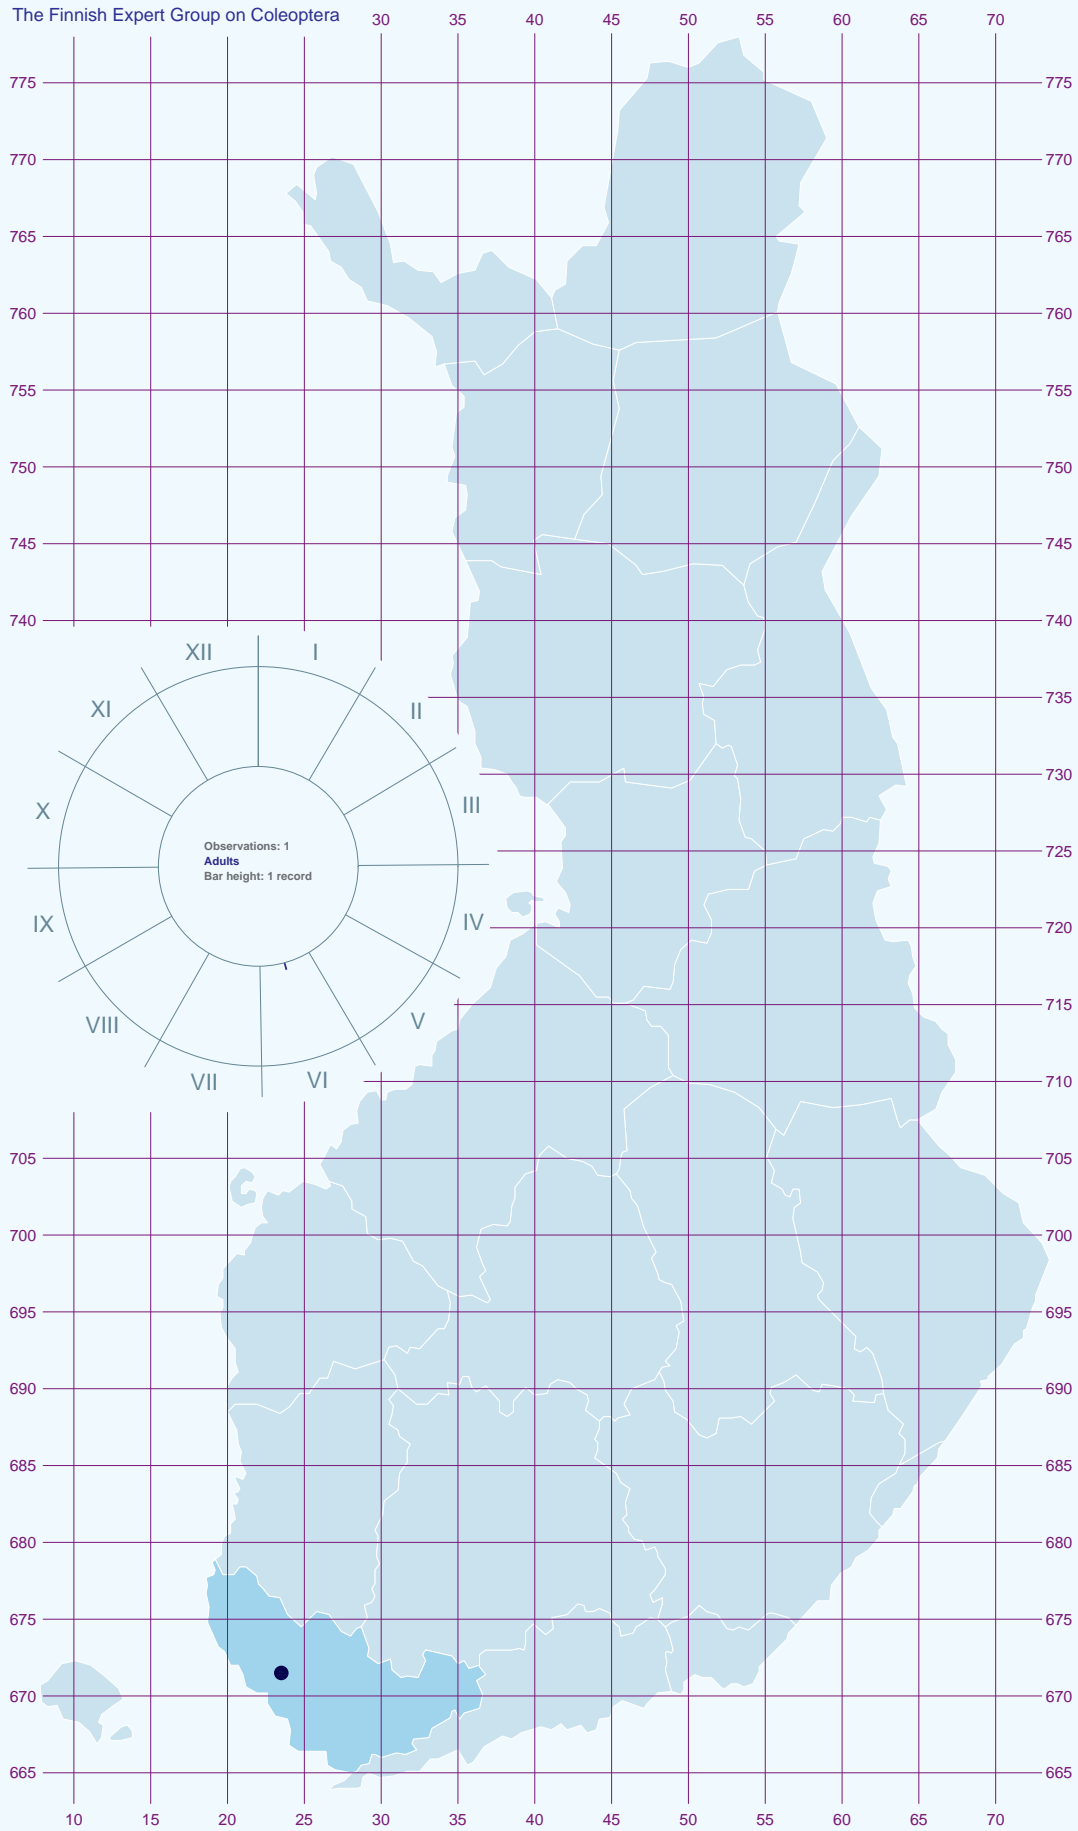 The Finnish Expert Group on Coleoptera
30 35 40 45 50 55 60 65 70
775 775
770 770
765 765
760 760
755 755
750 750
745 745
740 740
XII I
XI II
735
730
X III
725
Observations: 1
Adults
Bar height: 1 record
IX IV
720
715
VIII V
VII VI
710
705 705
700 700
695 695
690 690
685 685
680 680
675 675
670 670
665 665
10 15 20 25 30 35 40 45 50 55 60 65 70